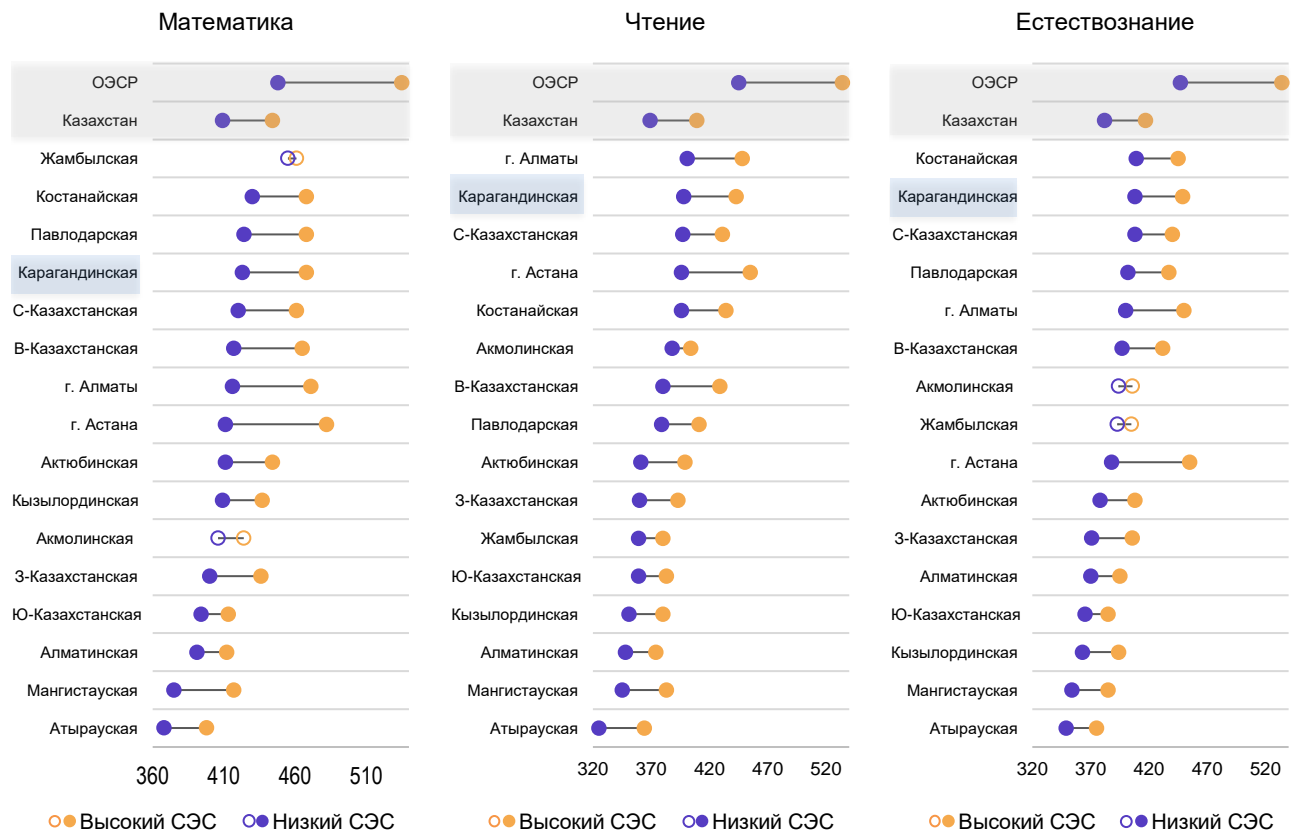 Математика
ОЭСР
Казахстан
Жамбылская
Костанайская
Павлодарская
Карагандинская
С-Казахстанская
В-Казахстанская
г. Алматы
г. Астана
Актюбинская
Кызылординская
Акмолинская
З-Казахстанская
Ю-Казахстанская
Алматинская
Мангистауская
Атырауская
360 410 460 510
Высокий СЭС Низкий СЭС
Чтение
ОЭСР
Казахстан
г. Алматы
Карагандинская
С-Казахстанская
г. Астана
Костанайская
Акмолинская
В-Казахстанская
Павлодарская
Актюбинская
З-Казахстанская
Жамбылская
Ю-Казахстанская
Кызылординская
Алматинская
Мангистауская
Атырауская
320 370 420 470 520
Высокий СЭС Низкий СЭС
Естествознание
ОЭСР
Казахстан
Костанайская
Карагандинская
С-Казахстанская
Павлодарская
г. Алматы
В-Казахстанская
Акмолинская
Жамбылская
г. Астана
Актюбинская
З-Казахстанская
Алматинская
Ю-Казахстанская
Кызылординская
Мангистауская
Атырауская
320 370 420 470 520
Высокий СЭС Низкий СЭС